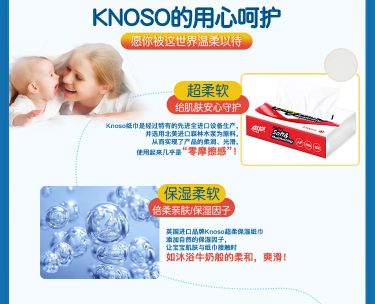 KNOSO的用心呵护
愿你被这世界温柔以待
超柔软
给肌肤安心守护
Knoso纸巾是经过特有的先进全进口设备生产，
并选用北美进口森林木浆为原料，
从而实现了产品的柔滑、光滑。
使用起来几乎是“零摩擦感”！
Soft&
保湿柔软
倍柔亲肤/保湿因子
英国进口品牌Knoso超柔保湿纸巾
添加自然的保湿因子，
让宝宝肌肤与纸巾接触时
如沐浴牛奶般的柔和，爽滑！